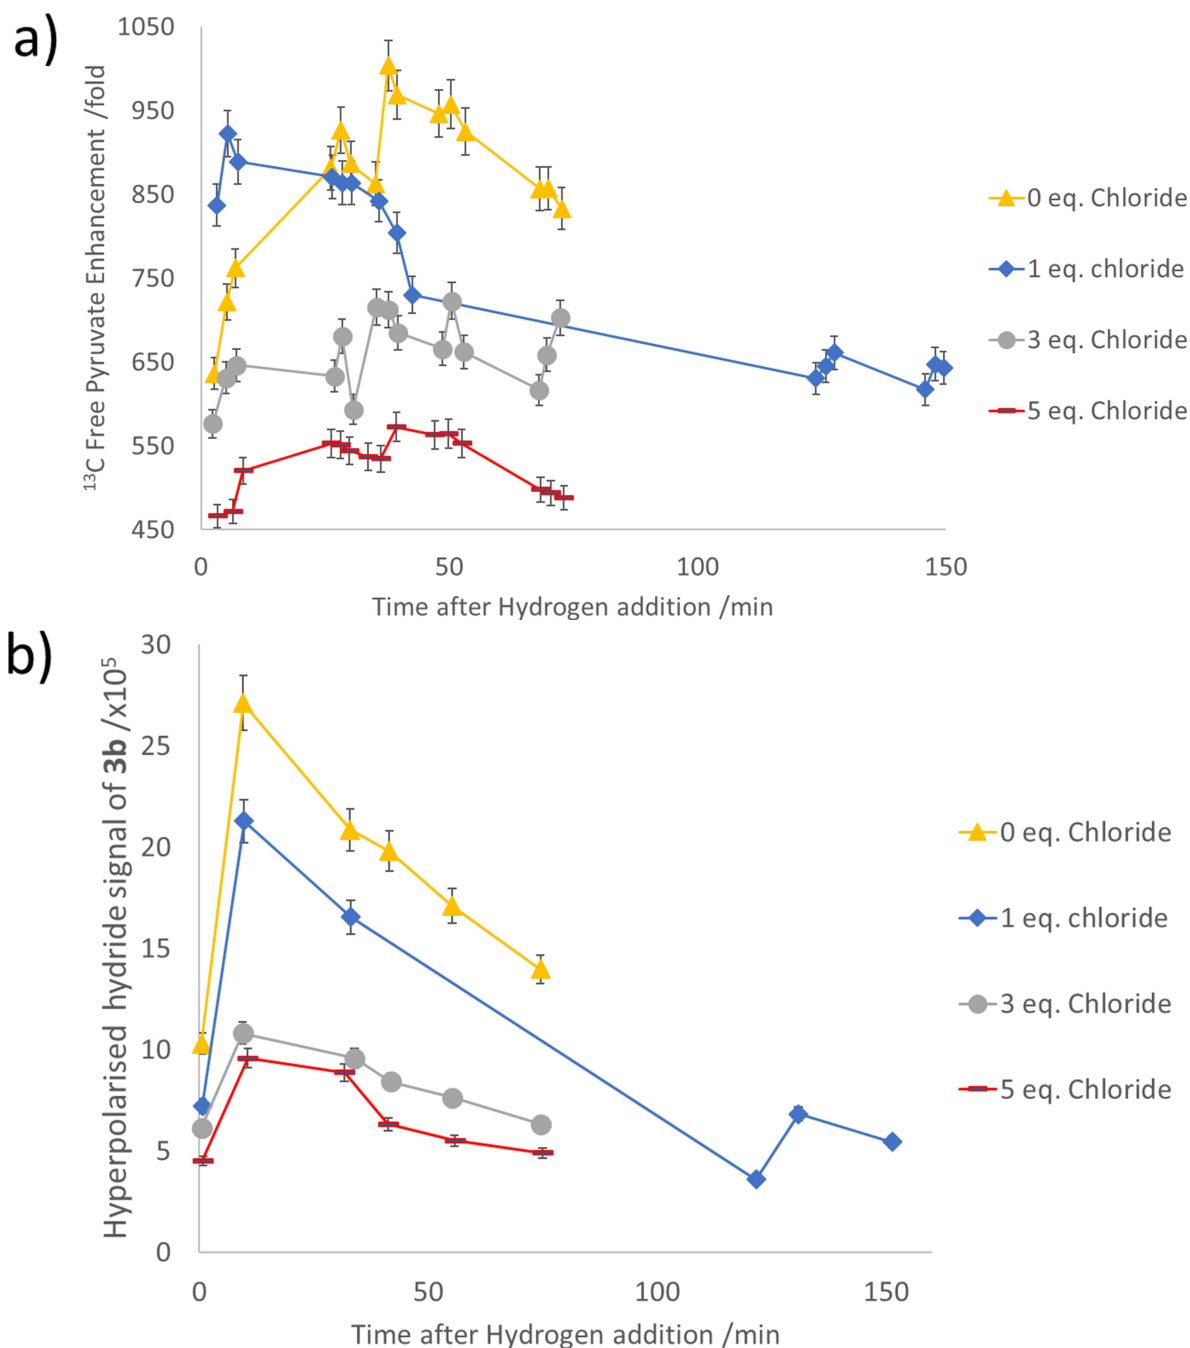 a)
13C Free Pyruvate Enhancement /fold
1050
950
850
750
650
550
450
0 50 100 150
Time after Hydrogen addition /min
0 eq. Chloride
1 eq. chloride
3 eq. Chloride
5 eq. Chloride
b)
Hyperpolarised hydride signal of 3b /x10⁵
30
25
20
15
10
5
0
0 50 100 150
Time after Hydrogen addition /min
0 eq. Chloride
1 eq. chloride
3 eq. Chloride
5 eq. Chloride